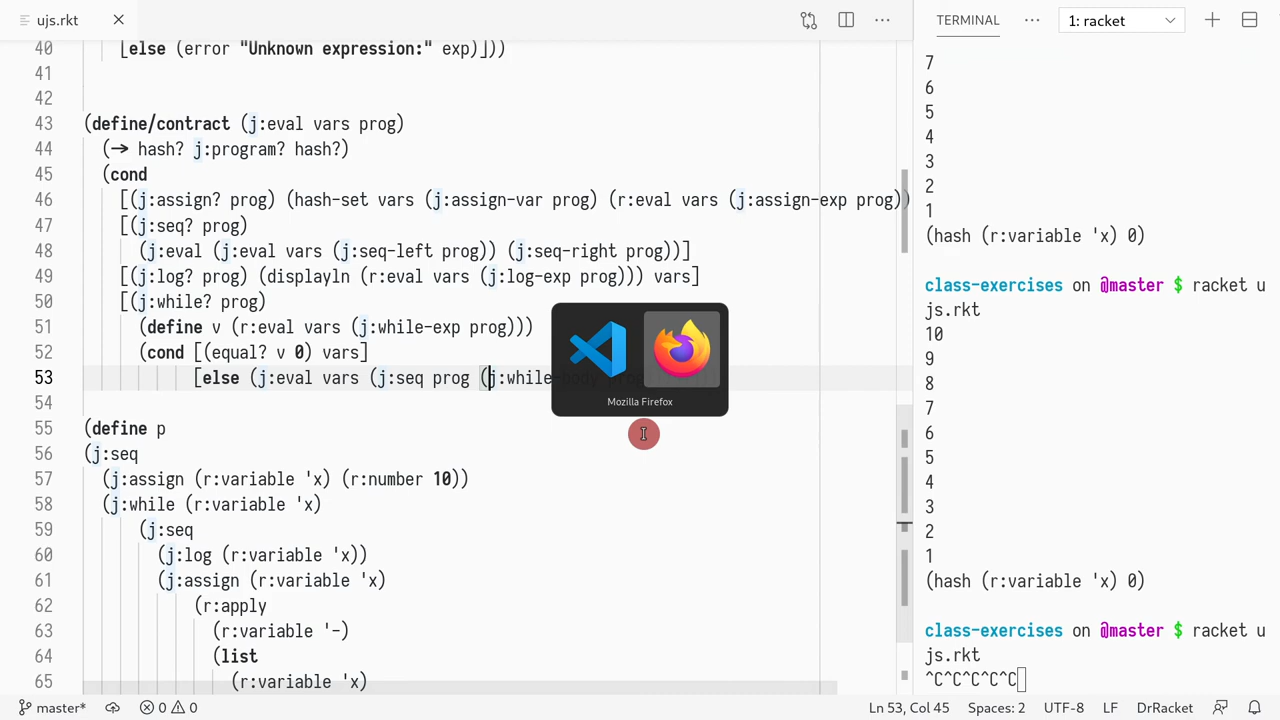 ujs.rkt
TERMINAL
1: racket
40 [else (error "Unknown expression:" exp)]))
41
42
43 (define/contract (j:eval vars prog)
44 (→ hash? j:program? hash?)
45 (cond
46 [(j:assign? prog) (hash-set vars (j:assign-var prog) (r:eval vars (j:assign-exp prog))
47 [(j:seq? prog)
48 (j:eval (j:eval vars (j:seq-left prog)) (j:seq-right prog))]
49 [(j:log? prog) (displayln (r:eval vars (j:log-exp prog))) vars]
50 [(j:while? prog)
51 (define v (r:eval vars (j:while-exp prog)))
52 (cond [(equal? v 0) vars]
53 [else (j:eval vars (j:seq prog (j:while-body prog
54
55 (define p
56 (j:seq
57 (j:assign (r:variable 'x) (r:number 10))
58 (j:while (r:variable 'x)
59 (j:seq
60 (j:log (r:variable 'x))
61 (j:assign (r:variable 'x)
62 (r:apply
63 (r:variable '-)
64 (list
65 (r:variable 'x)
Mozilla Firefox
7
6
5
4
3
2
1
(hash (r:variable 'x) 0)
class-exercises on @master $ racket u
js.rkt
10
9
8
7
6
5
4
3
2
1
(hash (r:variable 'x) 0)
class-exercises on @master $ racket u
js.rkt
^C^C^C^C^C
master* 0 0 Ln 53, Col 45 Spaces: 2 UTF-8 LF DrRacket